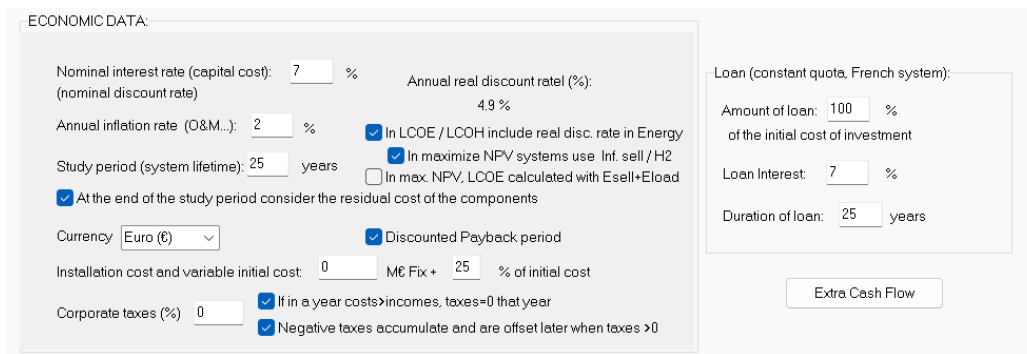 ECONOMIC DATA:
Nominal interest rate (capital cost): 7 %
(nominal discount rate)
Annual real discount ratel (%):
4.9 %
Annual inflation rate (O&M...): 2 %
In LCOE / LCOH include real disc. rate in Energy
In maximize NPV systems use Inf. sell / H2
Study period (system lifetime): 25 years
In max. NPV, LCOE calculated with Esell+Eload
At the end of the study period consider the residual cost of the components
Currency Euro (€)
Discounted Payback period
Installation cost and variable initial cost: 0 M€ Fix + 25 % of initial cost
Corporate taxes (%) 0
If in a year costs>incomes, taxes=0 that year
Negative taxes accumulate and are offset later when taxes >0
Loan (constant quota, French system):
Amount of loan: 100 %
of the initial cost of investment
Loan Interest: 7 %
Duration of loan: 25 years
Extra Cash Flow